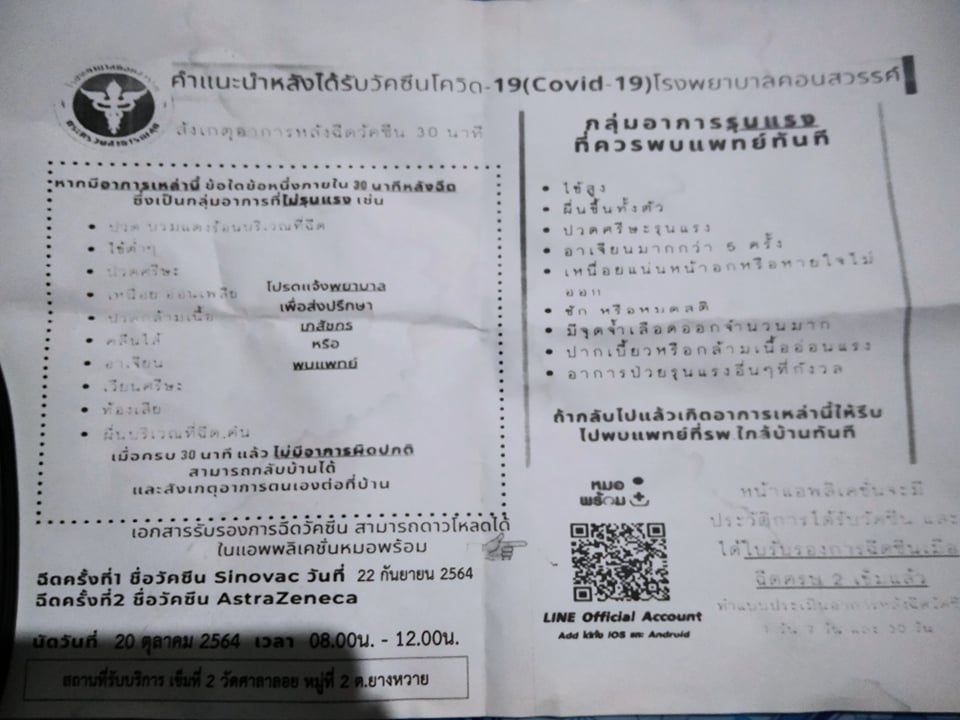 คำแนะนำหลังได้รับวัคซีนโควิด-19(Covid-19)โรงพยาบาลคอนสวรรค์
สังเกตุอาการหลังฉีดวัคซีน 30 นาที
หากมีอาการเหล่านี้ ข้อใดข้อหนึ่งภายใน 30 นาทีหลังฉีด
ซึ่งเป็นกลุ่มอาการที่ไม่รุนแรง เช่น
• ปวด บวมแดงร้อนบริเวณที่ฉีด
• ไข้ต่ำๆ
• ปวดศรีษะ
• เหนื่อย อ่อนเพลีย
• ปวดกล้ามเนื้อ
• คลื่นไส้
• อาเจียน
• เวียนศรีษะ
• ท้องเสีย
• ผื่นบริเวณที่ฉีด,คัน
โปรดแจ้งพยาบาล
เพื่อส่งปรึกษา
เภสัชกร
หรือ
พบแพทย์
เมื่อครบ 30 นาที แล้ว ไม่มีอาการผิดปกติ
สามารถกลับบ้านได้
และสังเกตุอาการตนเองต่อที่บ้าน
เอกสารรับรองการฉีดวัคซีน สามารถดาวโหลดได้
ในแอพพลิเคชั่นหมอพร้อม
ฉีดครั้งที่1 ชื่อวัคซีน Sinovac วันที่ 22 กันยายน 2564
ฉีดครั้งที่2 ชื่อวัคซีน AstraZeneca
นัดวันที่ 20 ตุลาคม 2564 เวลา 08.00น. - 12.00น.
สถานที่รับบริการ เข็มที่ 2 วัดศาลาลอย หมู่ที่ 2 ต.ยางหวาย
กลุ่มอาการรุนแรง
ที่ควรพบแพทย์ทันที
• ไข้สูง
• ผื่นขึ้นทั้งตัว
• ปวดศรีษะรุนแรง
• อาเจียนมากกว่า 5 ครั้ง
• เหนื่อยแน่นหน้าอกหรือหายใจไม่
ออก
• ชัก หรือหมดสติ
• มีจุดจ้ำเลือดออกจำนวนมาก
• ปากเบี้ยวหรือกล้ามเนื้ออ่อนแรง
• อาการป่วยรุนแรงอื่นๆที่กังวล
ถ้ากลับไปแล้วเกิดอาการเหล่านี้ให้รีบ
ไปพบแพทย์ที่รพ.ใกล้บ้านทันที
หมอ
พร้อม
LINE Official Account
Add ได้ทั้ง iOS และ Android
หน้าแอพลิเคชั่นจะมี
ประวัติการได้รับวัคซีน และ
ได้ใบรับรองการฉีดซีนเมื่อ
ฉีดครบ 2 เข็มแล้ว
ทำแบบประเมินอาการหลังฉีดวัคซี
1 วัน 7 วัน และ 30 วัน